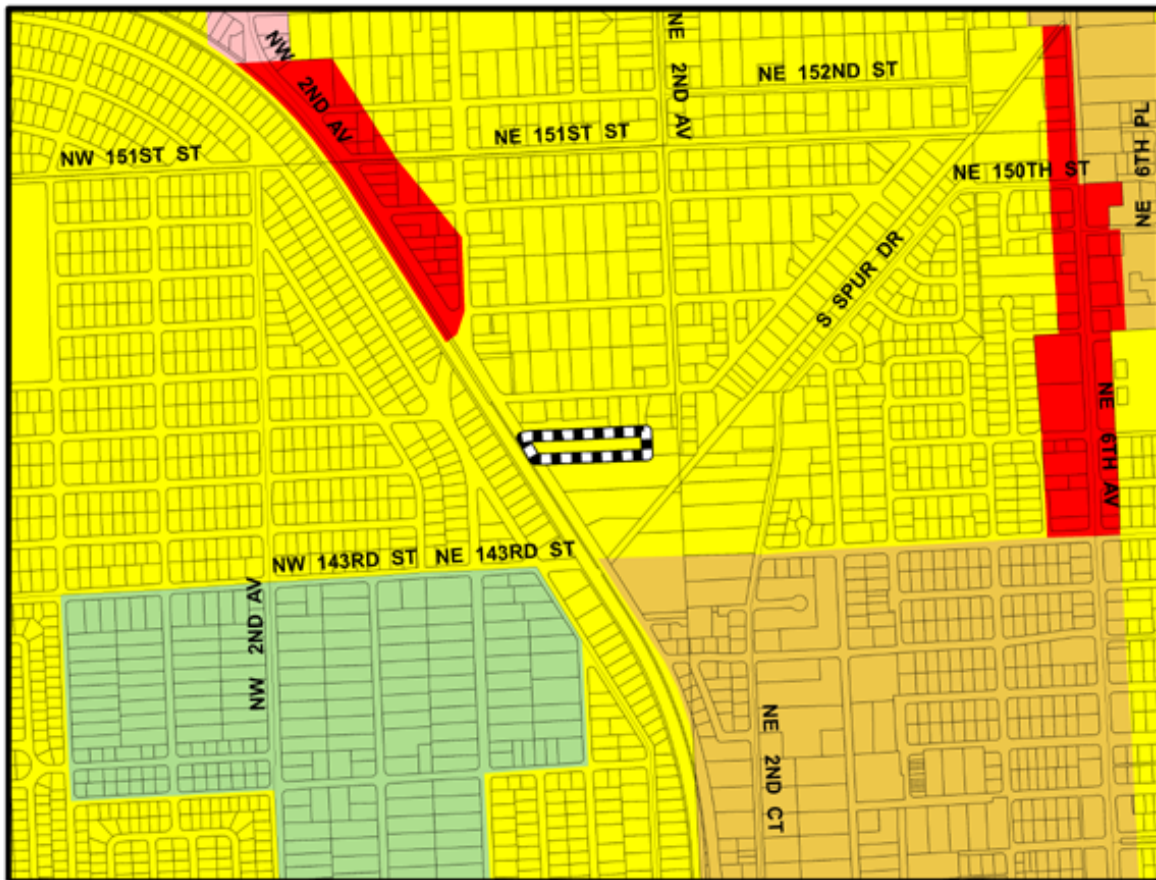 NW 2ND AV
NE 2ND AV
NE 152ND ST
NE 151ST ST
NW 151ST ST
NE 150TH ST
NE 6TH PL
S SPUR DR
NE 6TH AV
NW 143RD ST
NE 143RD ST
NW 2ND AV
NE 2ND CT